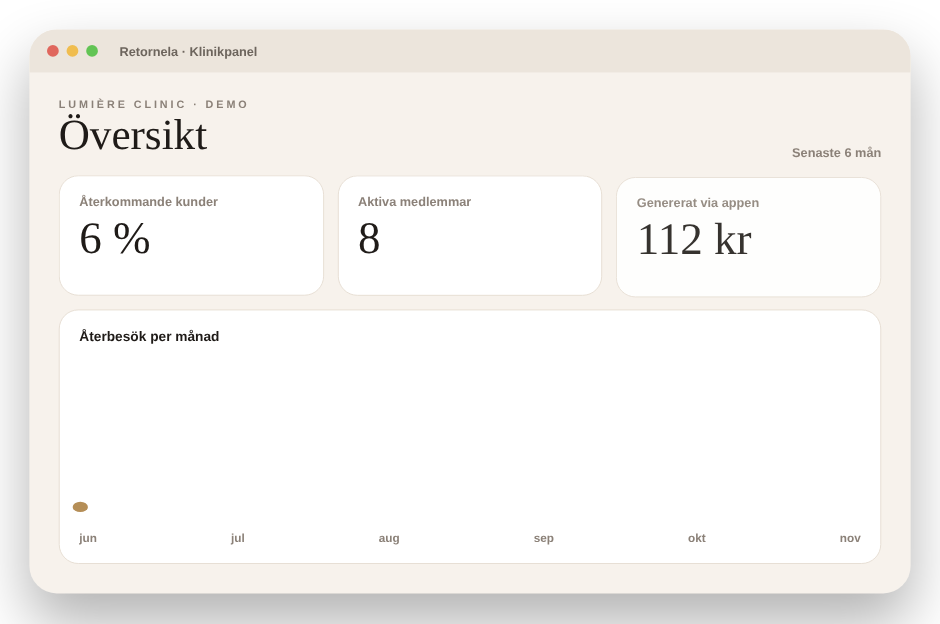 Retornela · Klinikpanel
LUMIÈRE CLINIC · DEMO
Översikt
Senaste 6 mån
Återkommande kunder
6 %
Aktiva medlemmar
8
Genererat via appen
112 kr
Återbesök per månad
jun jul aug sep okt nov